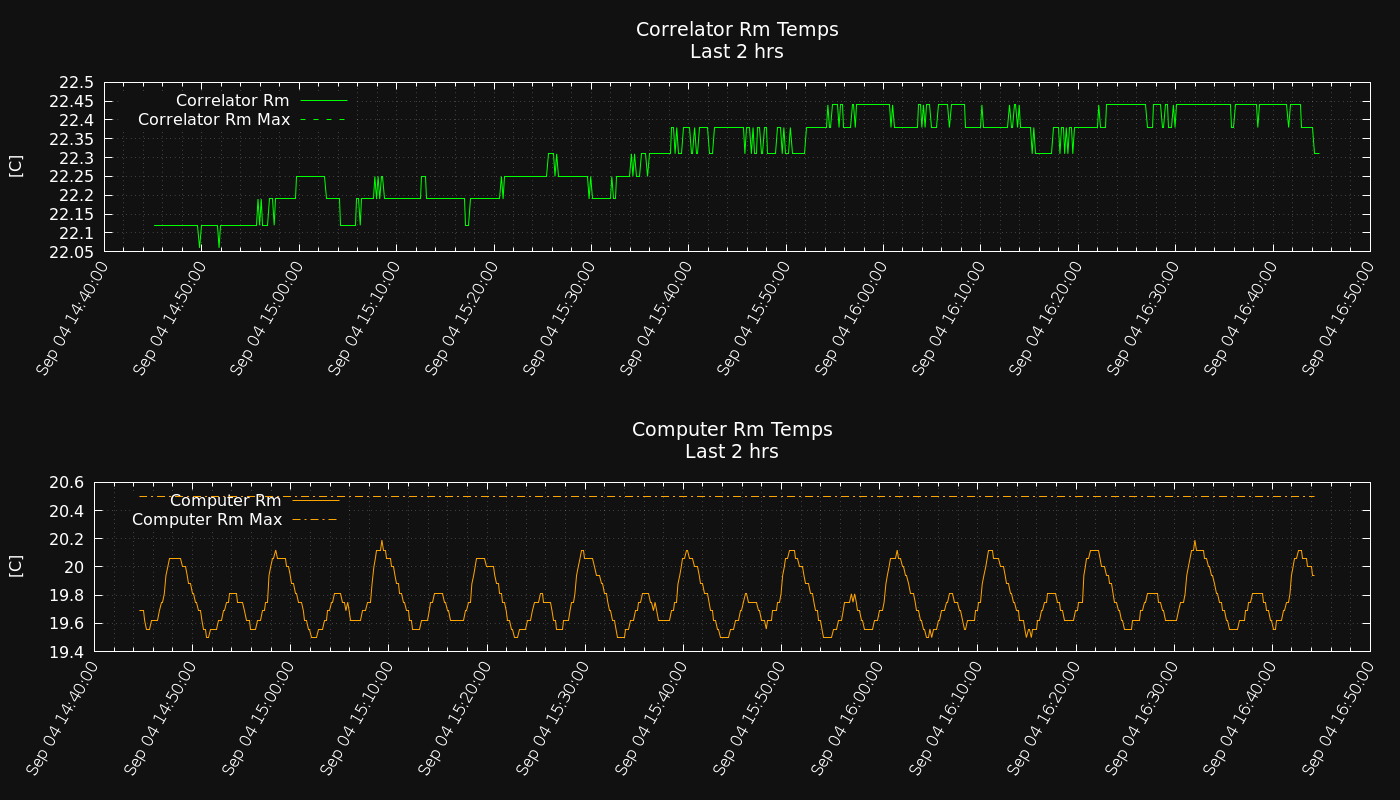 Correlator Rm Temps
Last 2 hrs
22.5
22.45
22.4
22.35
22.3
22.25
22.2
22.15
22.1
22.05
[C]
Correlator Rm
Correlator Rm Max
Sep 04 14:40:00
Sep 04 14:50:00
Sep 04 15:00:00
Sep 04 15:10:00
Sep 04 15:20:00
Sep 04 15:30:00
Sep 04 15:40:00
Sep 04 15:50:00
Sep 04 16:00:00
Sep 04 16:10:00
Sep 04 16:20:00
Sep 04 16:30:00
Sep 04 16:40:00
Sep 04 16:50:00
Computer Rm Temps
Last 2 hrs
20.6
20.4
20.2
20
19.8
19.6
19.4
[C]
Computer Rm
Computer Rm Max
Sep 04 14:40:00
Sep 04 14:50:00
Sep 04 15:00:00
Sep 04 15:10:00
Sep 04 15:20:00
Sep 04 15:30:00
Sep 04 15:40:00
Sep 04 15:50:00
Sep 04 16:00:00
Sep 04 16:10:00
Sep 04 16:20:00
Sep 04 16:30:00
Sep 04 16:40:00
Sep 04 16:50:00